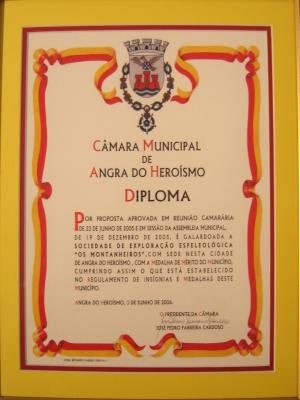 CÂMARA MUNICIPAL
DE
ANGRA DO HEROÍSMO
DIPLOMA
POR PROPOSTA APROVADA EM REUNIÃO CAMARÁRIA
DE 23 DE JUNHO DE 2005 E EM SESSÃO DA ASSEMBLEIA MUNICIPAL,
DE 19 DE DEZEMBRO DE 2005, É GALARDOADA A
SOCIEDADE DE EXPLORAÇÃO ESPELEOLÓGICA
"OS MONTANHEIROS", COM SEDE NESTA CIDADE
DE ANGRA DO HEROÍSMO, COM A MEDALHA DE MÉRITO DO MUNICÍPIO,
CUMPRINDO ASSIM O QUE ESTÁ ESTABELECIDO
NO REGULAMENTO DE INSÍGNIAS E MEDALHAS DESTE
MUNICÍPIO.
ANGRA DO HEROÍSMO, 3 DE JUNHO DE 2006.
O PRESIDENTE DA CÂMARA
JOSÉ PEDRO PARREIRA CARDOSO